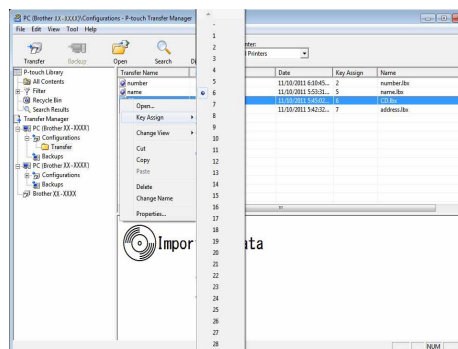 PC (Brother XX-XXXX)\Configurations - P-touch Transfer Manager
File Edit View Tool Help
Transfer Backup Open Search
Printers
P-touch Library
All Contents
Filter
Recycle Bin
Search Results
Transfer Manager
PC (Brother XX-XXXX)
Configurations
Transfer
Backups
PC (Brother XX-XXXX)
Configurations
Backups
Brother XX-XXXX
Transfer Name Date Key Assign Name
number 11/10/2011 6:10:45... 2 number.lbx
name 11/10/2011 5:53:31... 5 name.lbx
11/10/2011 5:45:02... 6 CD.lbx
11/10/2011 5:42:32... 7 address.lbx
Open...
Key Assign
Change View
Cut
Copy
Paste
Delete
Change Name
Properties...
-
1
2
3
4
5
6
7
8
9
10
11
12
13
14
15
16
17
18
19
20
21
22
23
24
25
26
27
28
Impor ata
NUM